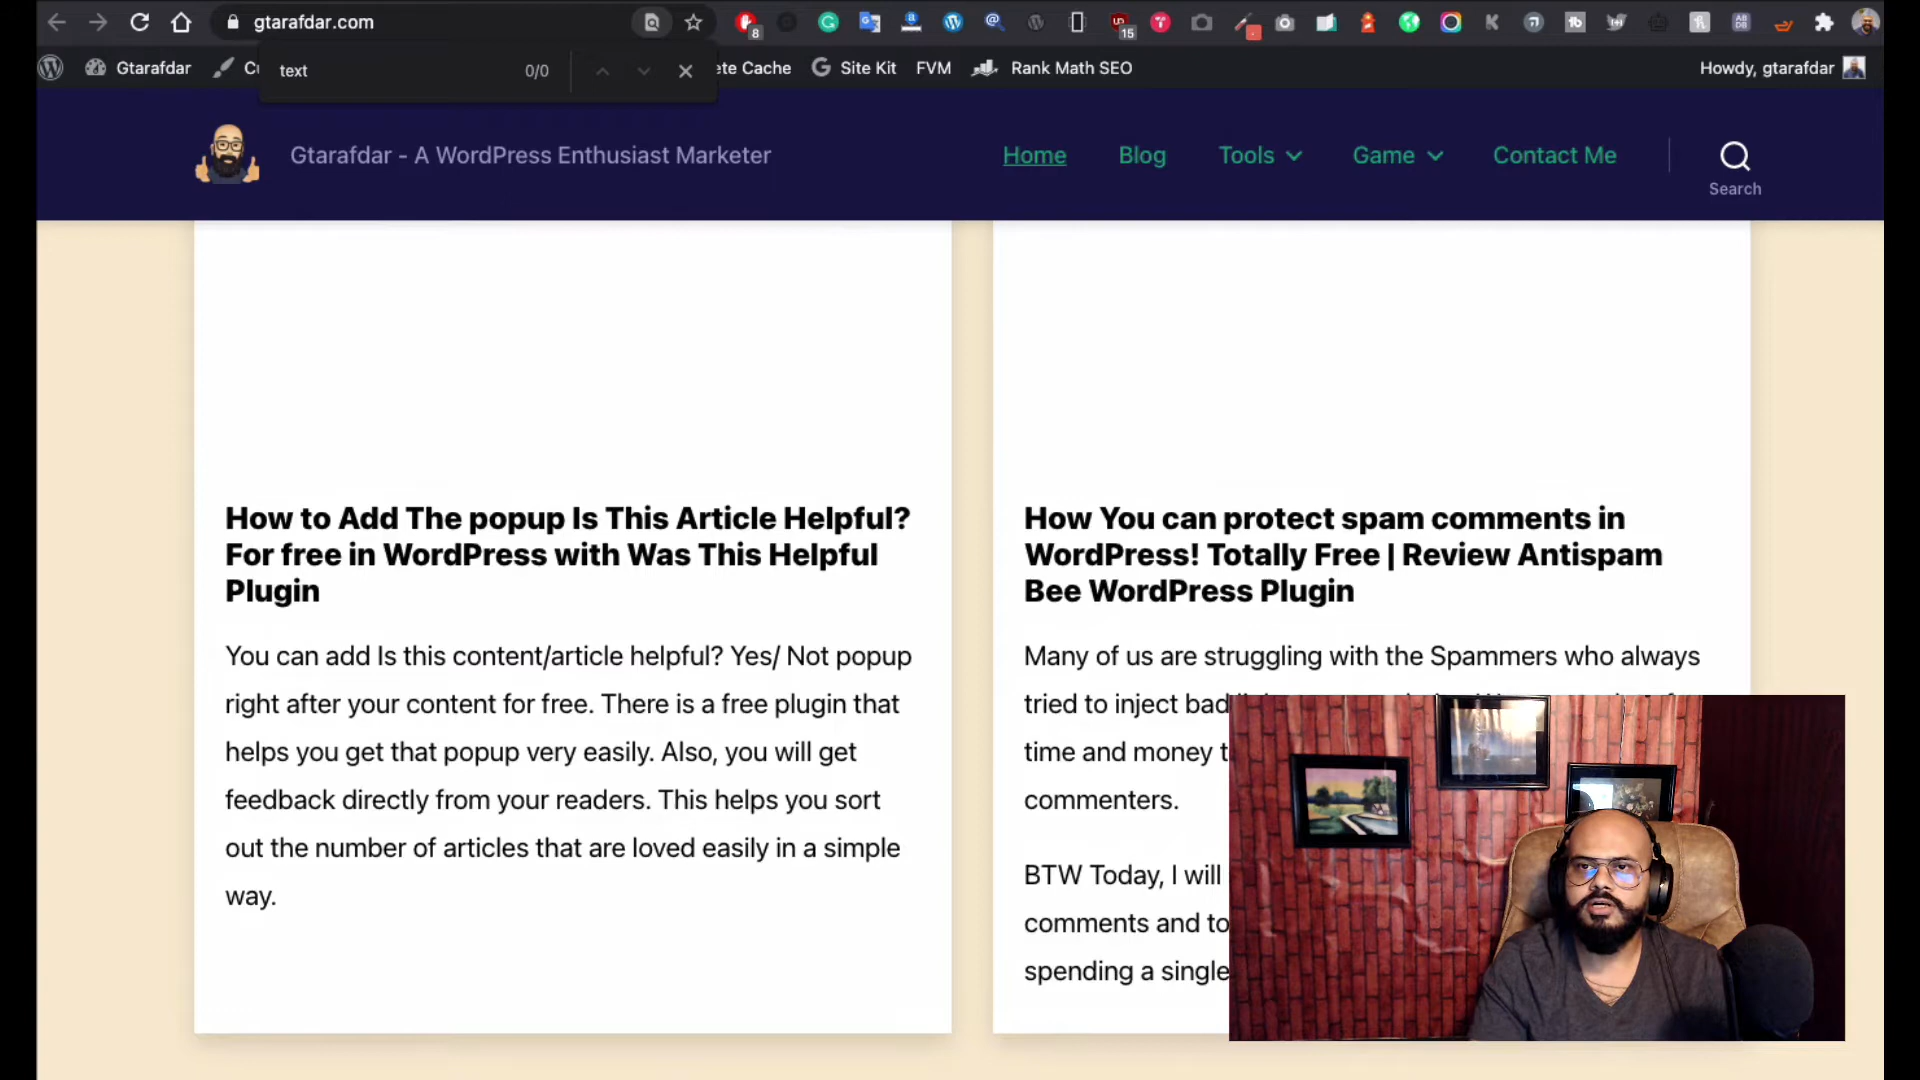 gtarafdar.com
8
15
Gtarafdar
Cu
text
0/0
ete Cache
Site Kit
FVM
Rank Math SEO
Howdy, gtarafdar
Gtarafdar - A WordPress Enthusiast Marketer
Home
Blog
Tools
Game
Contact Me
Search
How to Add The popup Is This Article Helpful?
For free in WordPress with Was This Helpful
Plugin
You can add Is this content/article helpful? Yes/ Not popup
right after your content for free. There is a free plugin that
helps you get that popup very easily. Also, you will get
feedback directly from your readers. This helps you sort
out the number of articles that are loved easily in a simple
way.
How You can protect spam comments in
WordPress! Totally Free | Review Antispam
Bee WordPress Plugin
Many of us are struggling with the Spammers who always
tried to inject bad
time and money t
commenters.
BTW Today, I will
comments and to
spending a single